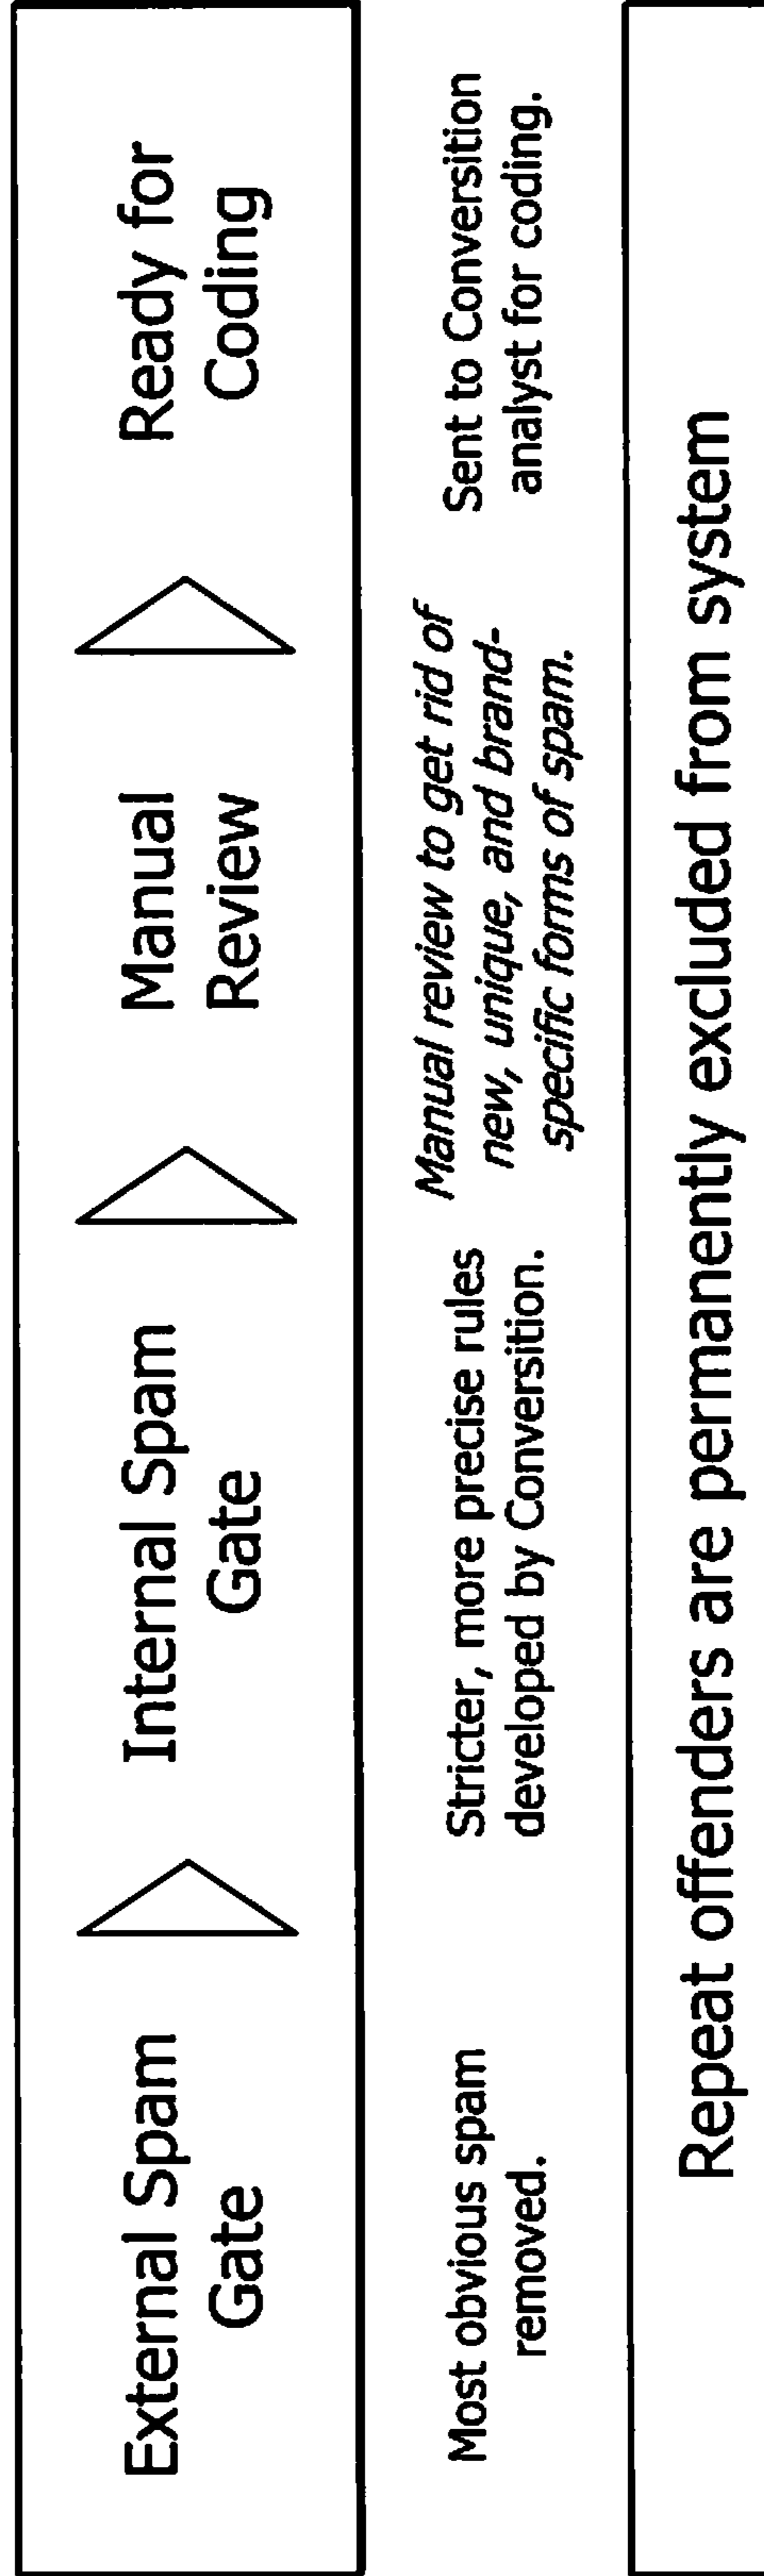 External Spam
Gate
Internal Spam
Gate
Manual
Review
Ready for
Coding
Most obvious spam
removed.
Stricter, more precise rules
developed by Conversition.
Manual review to get rid of
new, unique, and brand-
specific forms of spam.
Sent to Conversition
analyst for coding.
Repeat offenders are permanently excluded from system